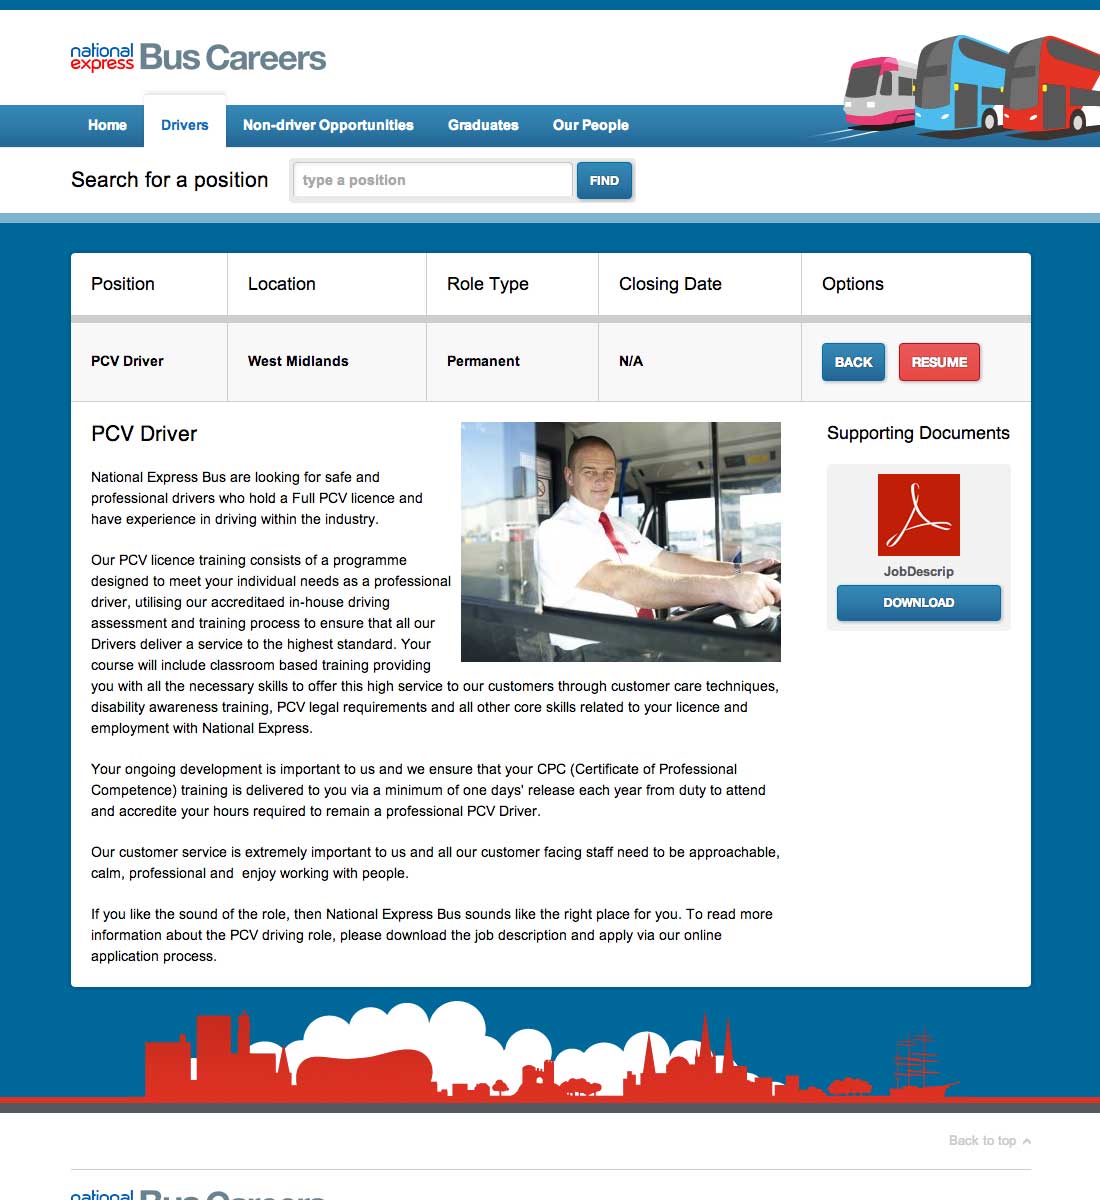 national
express Bus Careers
Home Drivers Non-driver Opportunities Graduates Our People
Search for a position type a position FIND
Position Location Role Type Closing Date Options
PCV Driver West Midlands Permanent N/A BACK RESUME
PCV Driver
National Express Bus are looking for safe and
professional drivers who hold a Full PCV licence and
have experience in driving within the industry.
Our PCV licence training consists of a programme
designed to meet your individual needs as a professional
driver, utilising our accreditaed in-house driving
assessment and training process to ensure that all our
Drivers deliver a service to the highest standard. Your
course will include classroom based training providing
you with all the necessary skills to offer this high service to our customers through customer care techniques,
disability awareness training, PCV legal requirements and all other core skills related to your licence and
employment with National Express.
Your ongoing development is important to us and we ensure that your CPC (Certificate of Professional
Competence) training is delivered to you via a minimum of one days' release each year from duty to attend
and accredite your hours required to remain a professional PCV Driver.
Our customer service is extremely important to us and all our customer facing staff need to be approachable,
calm, professional and  enjoy working with people.
If you like the sound of the role, then National Express Bus sounds like the right place for you. To read more
information about the PCV driving role, please download the job description and apply via our online
application process.
Supporting Documents
JobDescrip
DOWNLOAD
Back to top
national Bus Careers